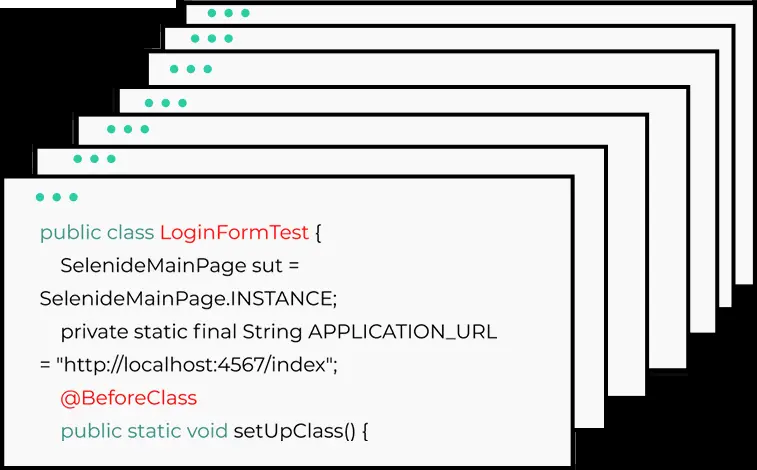 public class LoginFormTest {
SelenideMainPage sut =
SelenideMainPage.INSTANCE;
private static final String APPLICATION_URL
= "http://localhost:4567/index";
@BeforeClass
public static void setUpClass() {